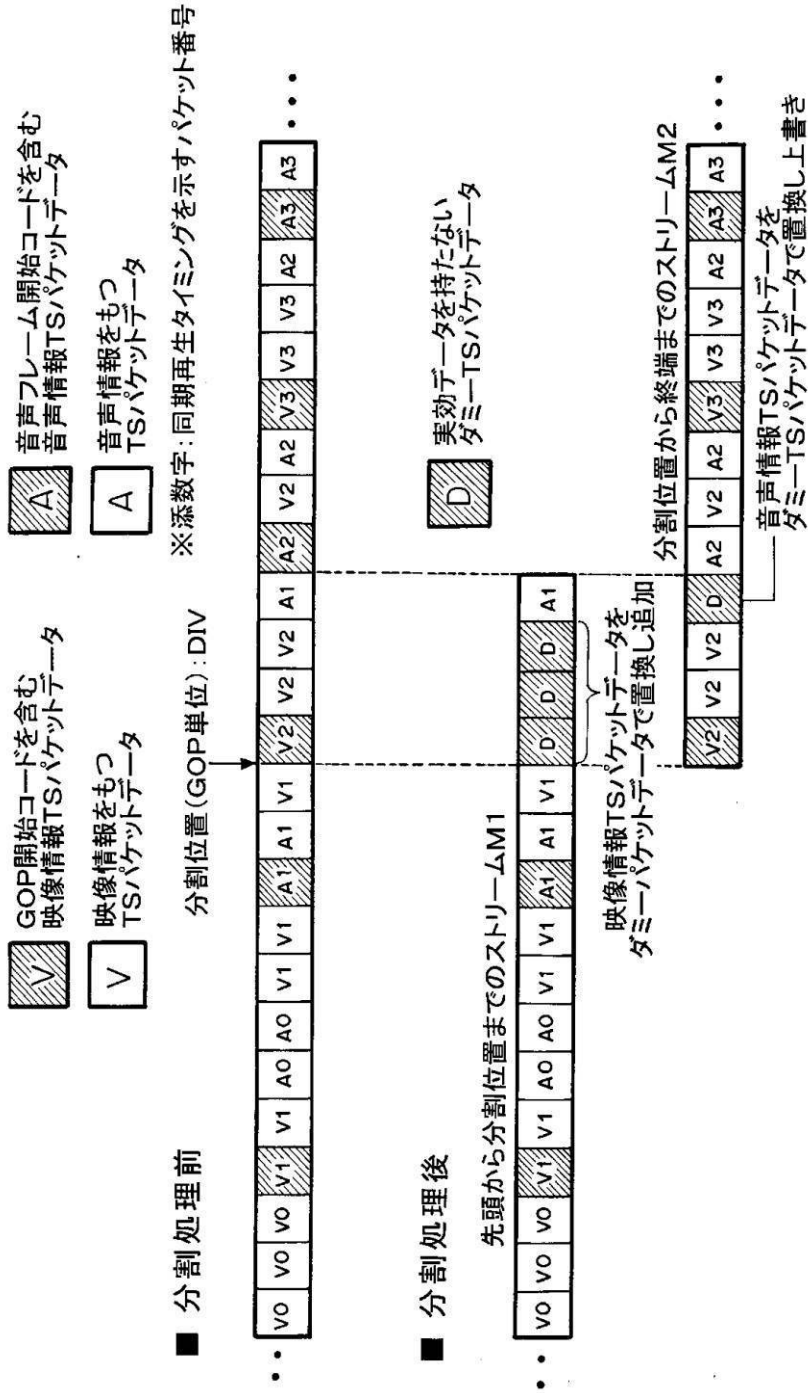 V
GOP開始コードを含む
映像情報TSパケットデータ
V
映像情報をもつ
TSパケットデータ
A
音声フレーム開始コードを含む
音声情報TSパケットデータ
A
音声情報をもつ
TSパケットデータ
※添数字:同期再生タイミングを示すパケット番号
■ 分割処理前
分割位置(GOP単位):DIV
・・ V0 V0 V0 V1 V1 A0 A0 V1 V1 A1 A1 V1 V2 V2 V2 A1 A2 V2 A2 V3 V3 V3 A2 A3 A3 ・・・
D
実効データを持たない
ダミーTSパケットデータ
■ 分割処理後
先頭から分割位置までのストリームM1
・・ V0 V0 V0 V1 V1 A0 A0 V1 V1 A1 A1 V1 D D D A1
映像情報TSパケットデータを
ダミーパケットデータで置換し追加
分割位置から終端までのストリームM2
V2 V2 V2 D A2 V2 A2 V3 V3 V3 A2 A3 A3 ・・・
音声情報TSパケットデータを
ダミーTSパケットデータで置換し上書き